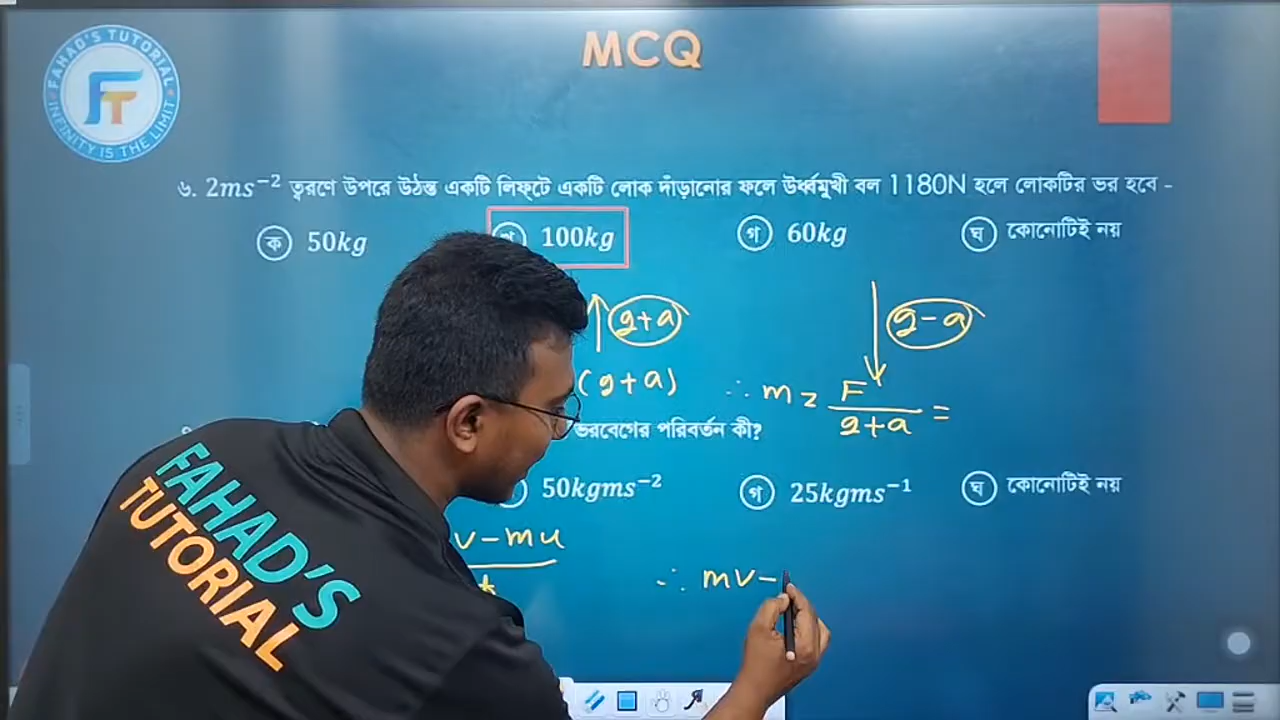 MCQ
FAHAD'S TUTORIAL
FT
INFINITY IS THE LIMIT
৬. 2ms⁻² ত্বরণে উপরে উঠন্ত একটি লিফ্টে একটি লোক দাঁড়ানোর ফলে উর্ধ্বমুখী বল 1180N হলে লোকটির ভর হবে -
ক 50kg
খ 100kg
গ 60kg
ঘ কোনোটিই নয়
g+a
g-a
(g+a)
∴ m = F / g+a =
ভরবেগের পরিবর্তন কী?
50kgms⁻²
গ 25kgms⁻¹
ঘ কোনোটিই নয়
v-mu
t
∴ mv-
FAHAD'S
TUTORIAL